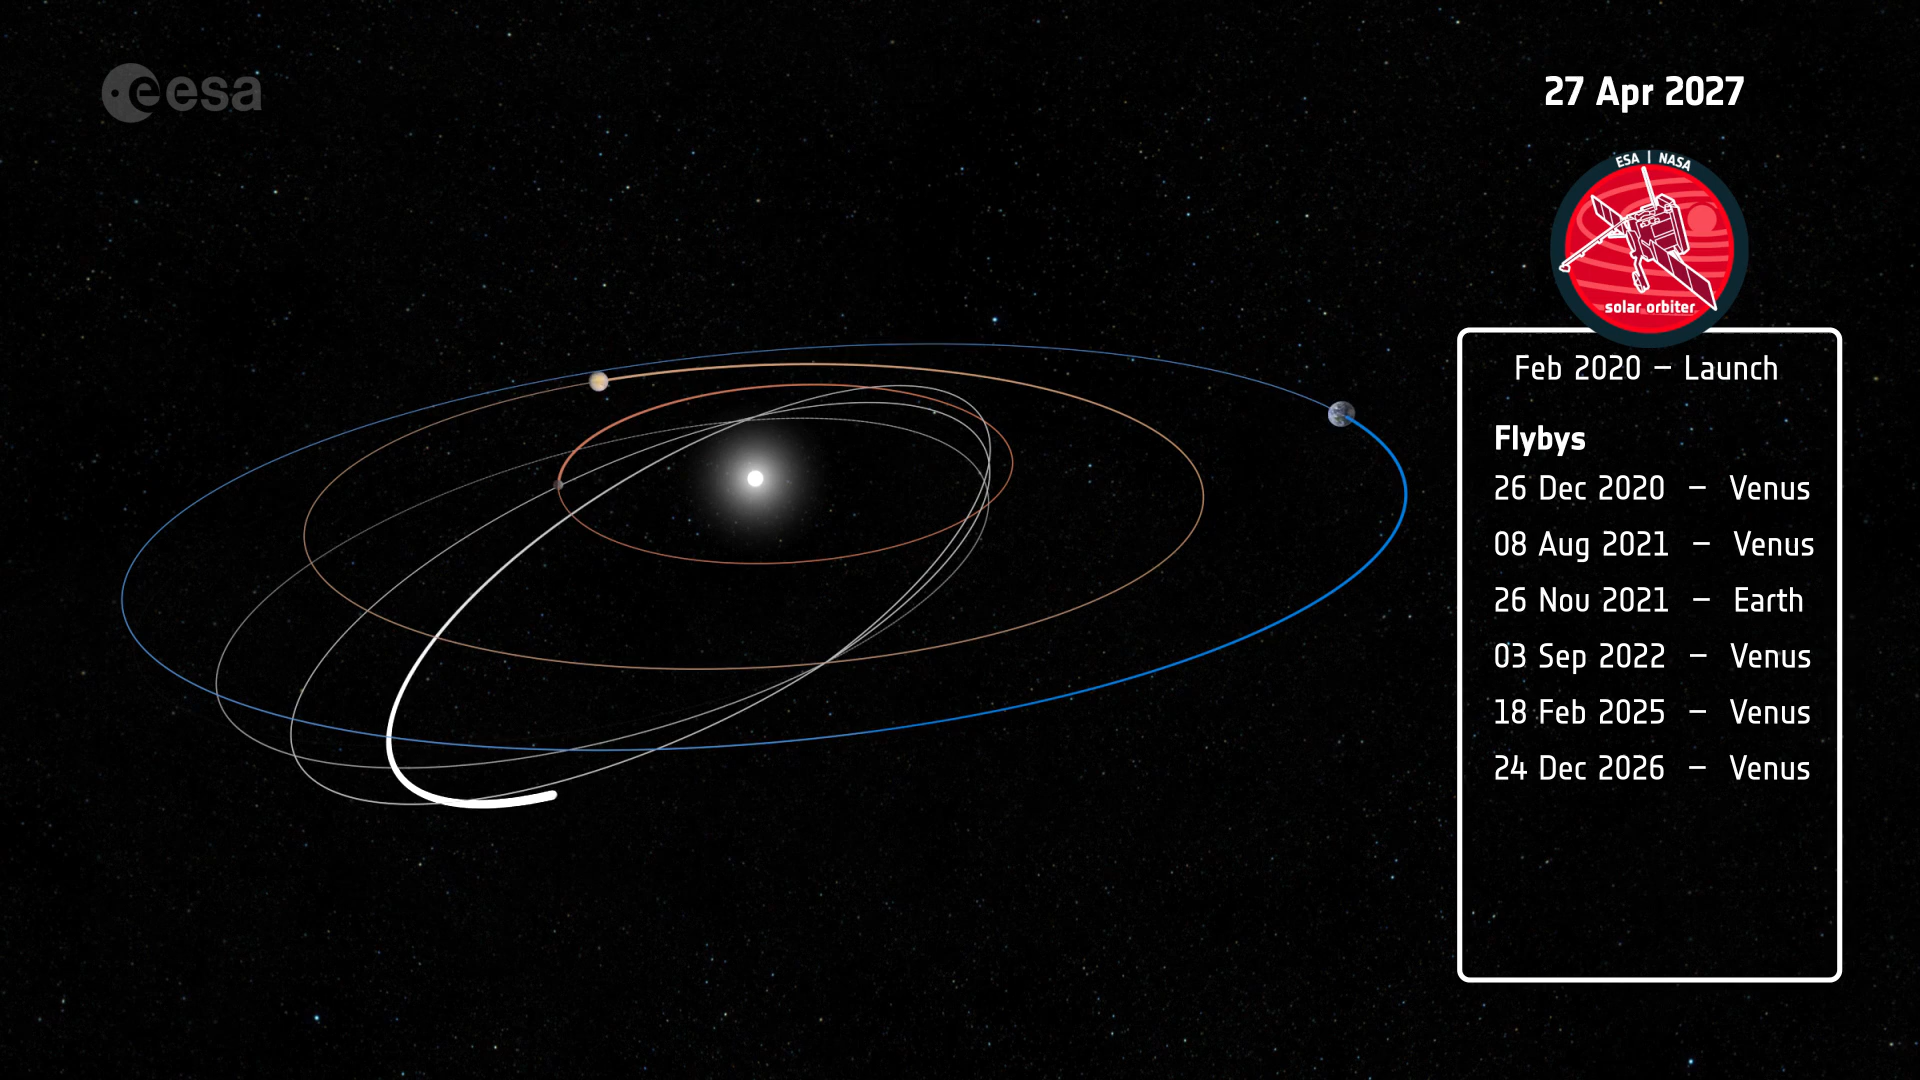 esa
27 Apr 2027
ESA | NASA
solar orbiter
Feb 2020 – Launch
Flybys
26 Dec 2020 – Venus
08 Aug 2021 – Venus
26 Nov 2021 – Earth
03 Sep 2022 – Venus
18 Feb 2025 – Venus
24 Dec 2026 – Venus